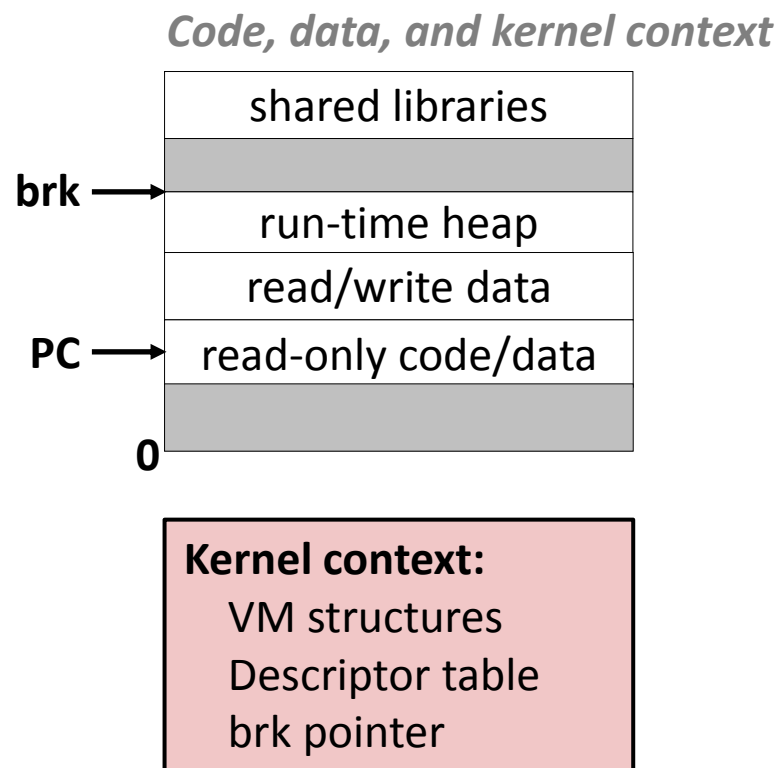 Code, data, and kernel context
shared libraries
brk
run-time heap
read/write data
PC
read-only code/data
0
Kernel context:
VM structures
Descriptor table
brk pointer